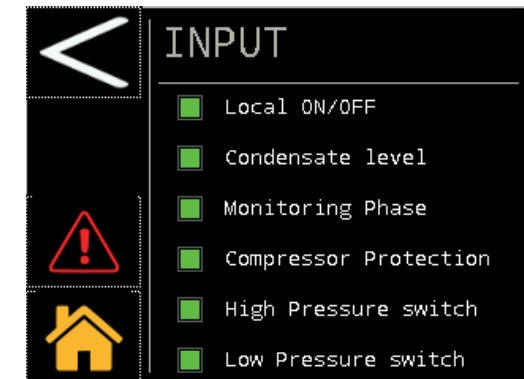 INPUT
Local ON/OFF
Condensate level
Monitoring Phase
Compressor Protection
High Pressure switch
Low Pressure switch